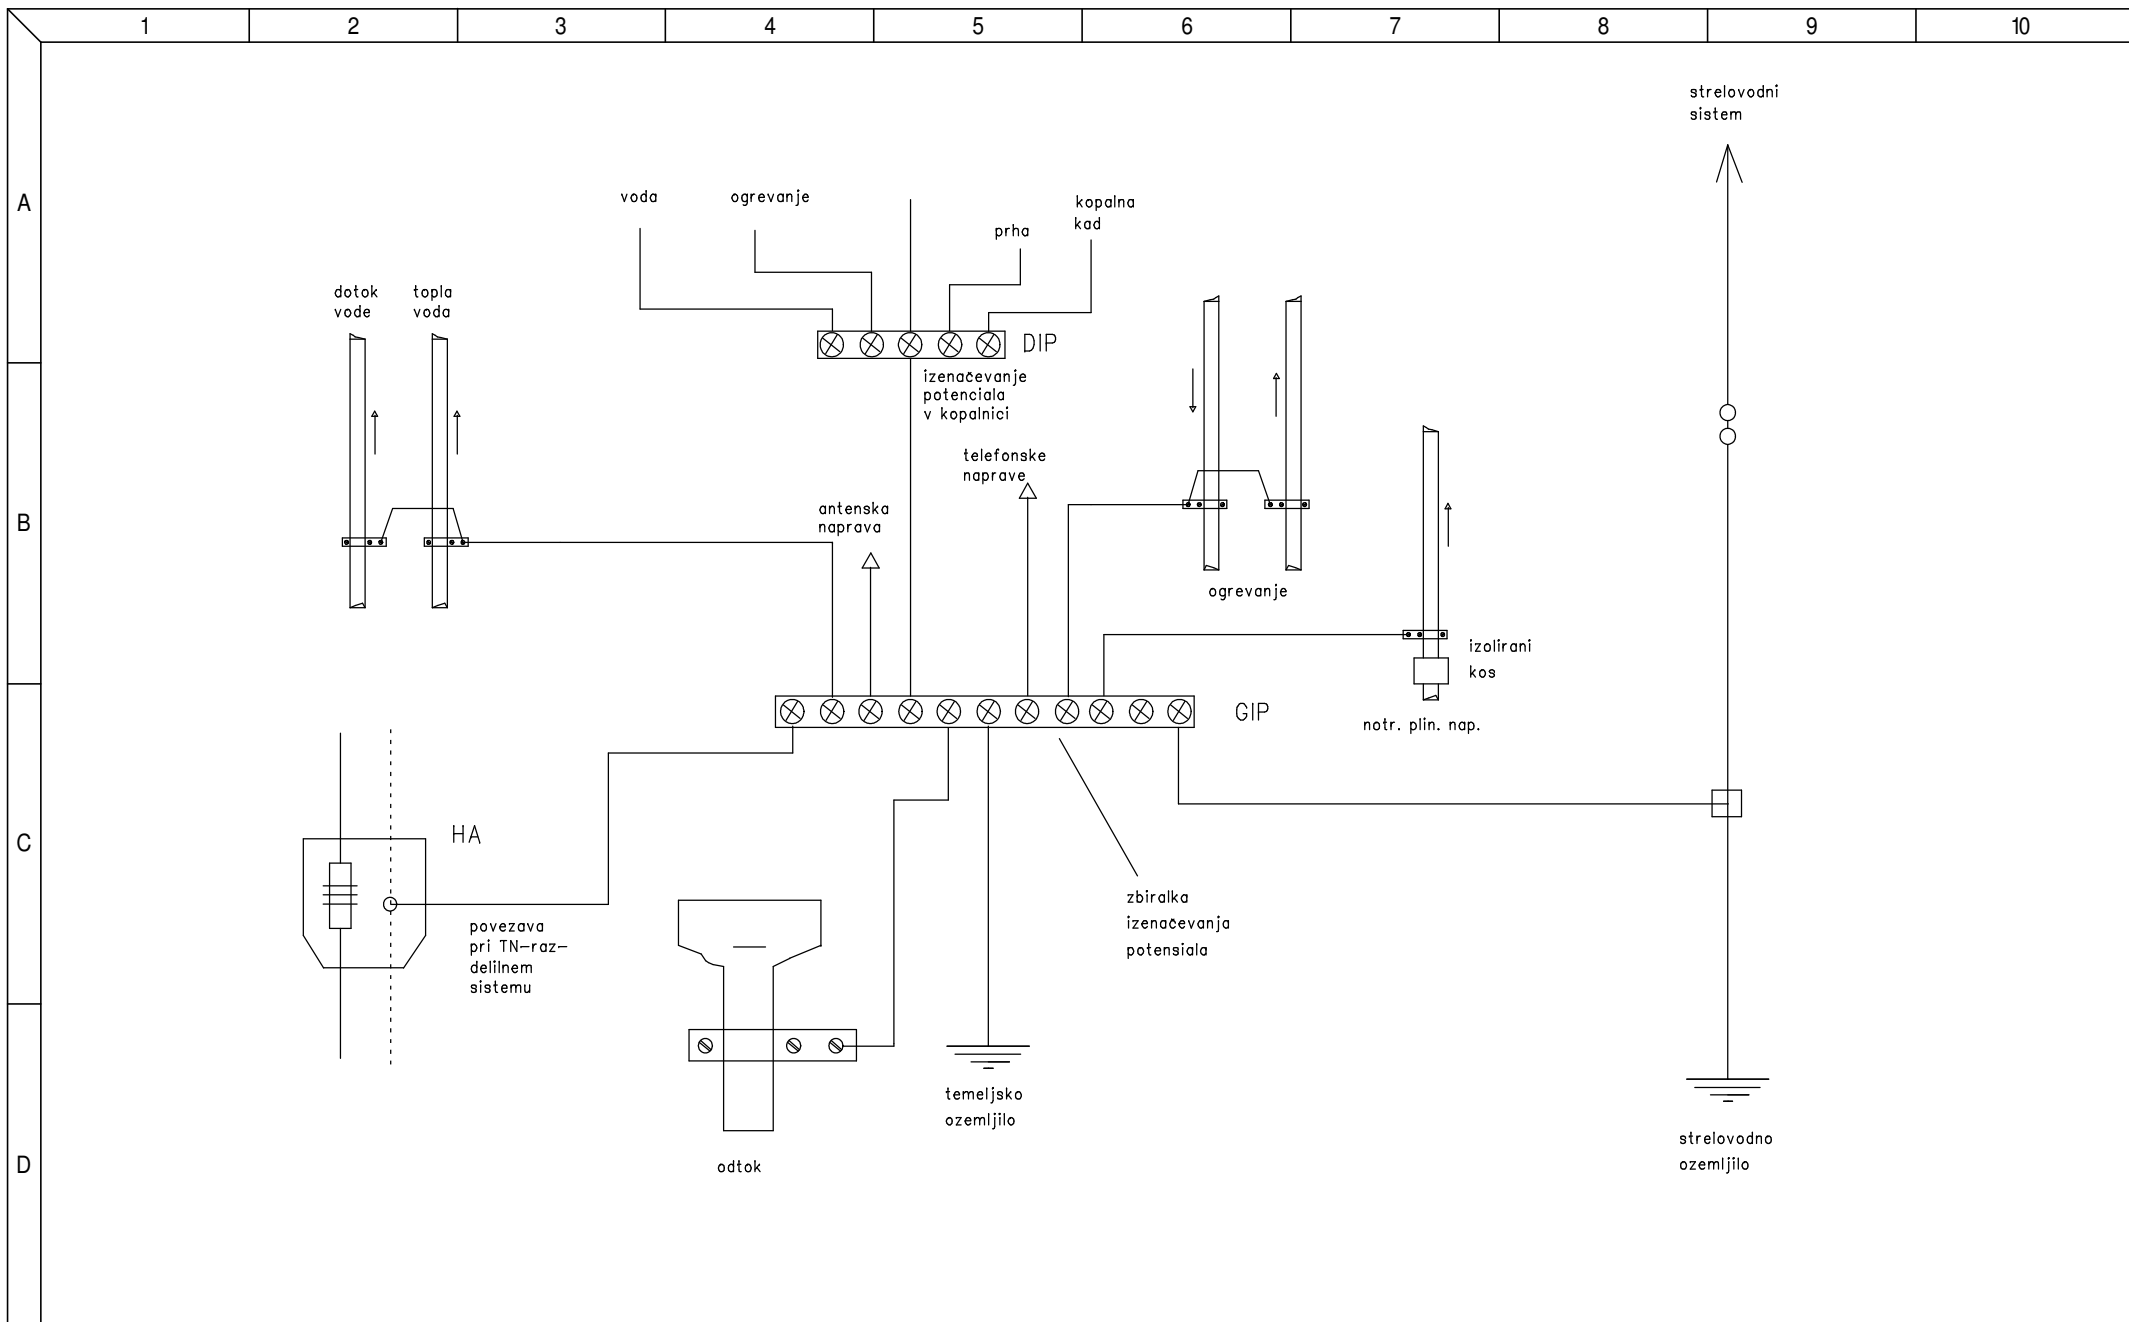 1 2 3 4 5 6 7 8 9 10
A
B
C
D
strelovodni
sistem
voda
ogrevanje
prha
kopalna
kad
dotok
vode
topla
voda
DIP
izenačevanje
potenciala
v kopalnici
telefonske
naprave
antenska
naprava
ogrevanje
izolirani
kos
notr. plin. nap.
GIP
HA
povezava
pri TN-raz-
delilnem
sistemu
zbiralka
izenačevanja
potensiala
temeljsko
ozemljilo
odtok
strelovodno
ozemljilo